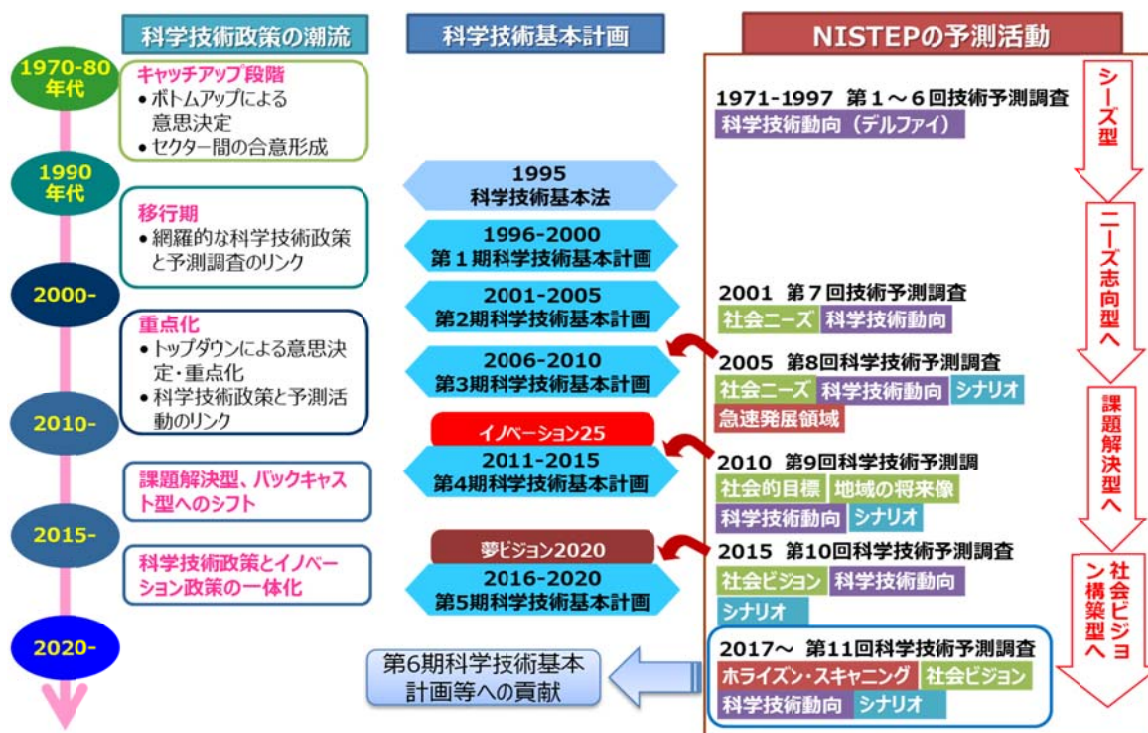 科学技術政策の潮流
1970-80
年代
キャッチアップ段階
• ボトムアップによる
意思決定
• セクター間の合意形成
1990
年代
移行期
• 網羅的な科学技術政策
と予測調査のリンク
2000-
重点化
• トップダウンによる意思決
定・重点化
• 科学技術政策と予測活
動のリンク
2010-
課題解決型、バックキャス
ト型へのシフト
2015-
科学技術政策とイノベー
ション政策の一体化
2020-
科学技術基本計画
1995
科学技術基本法
1996-2000
第1期科学技術基本計画
2001-2005
第2期科学技術基本計画
2006-2010
第3期科学技術基本計画
イノベーション25
2011-2015
第4期科学技術基本計画
夢ビジョン2020
2016-2020
第5期科学技術基本計画
第6期科学技術基本
計画等への貢献
NISTEPの予測活動
1971-1997 第1～6回技術予測調査
科学技術動向（デルファイ）
2001 第7回技術予測調査
社会ニーズ 科学技術動向
2005 第8回科学技術予測調査
社会ニーズ 科学技術動向 シナリオ
急速発展領域
2010 第9回科学技術予測調
社会的目標 地域の将来像
科学技術動向 シナリオ
2015 第10回科学技術予測調査
社会ビジョン 科学技術動向
シナリオ
2017～ 第11回科学技術予測調査
ホライズン・スキャニング 社会ビジョン
科学技術動向 シナリオ
シーズ型
ニーズ志向型へ
課題解決型へ
社会ビジョ
ン構築型へ